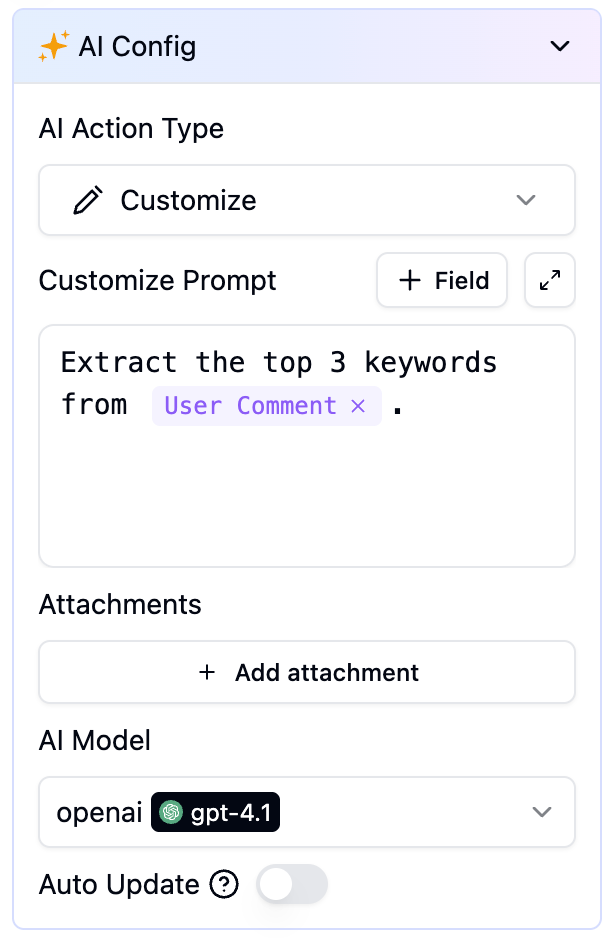 AI Config
AI Action Type
Customize
Customize Prompt
+ Field
Extract the top 3 keywords
from User Comment × .
Attachments
+ Add attachment
AI Model
openai gpt-4.1
Auto Update ?